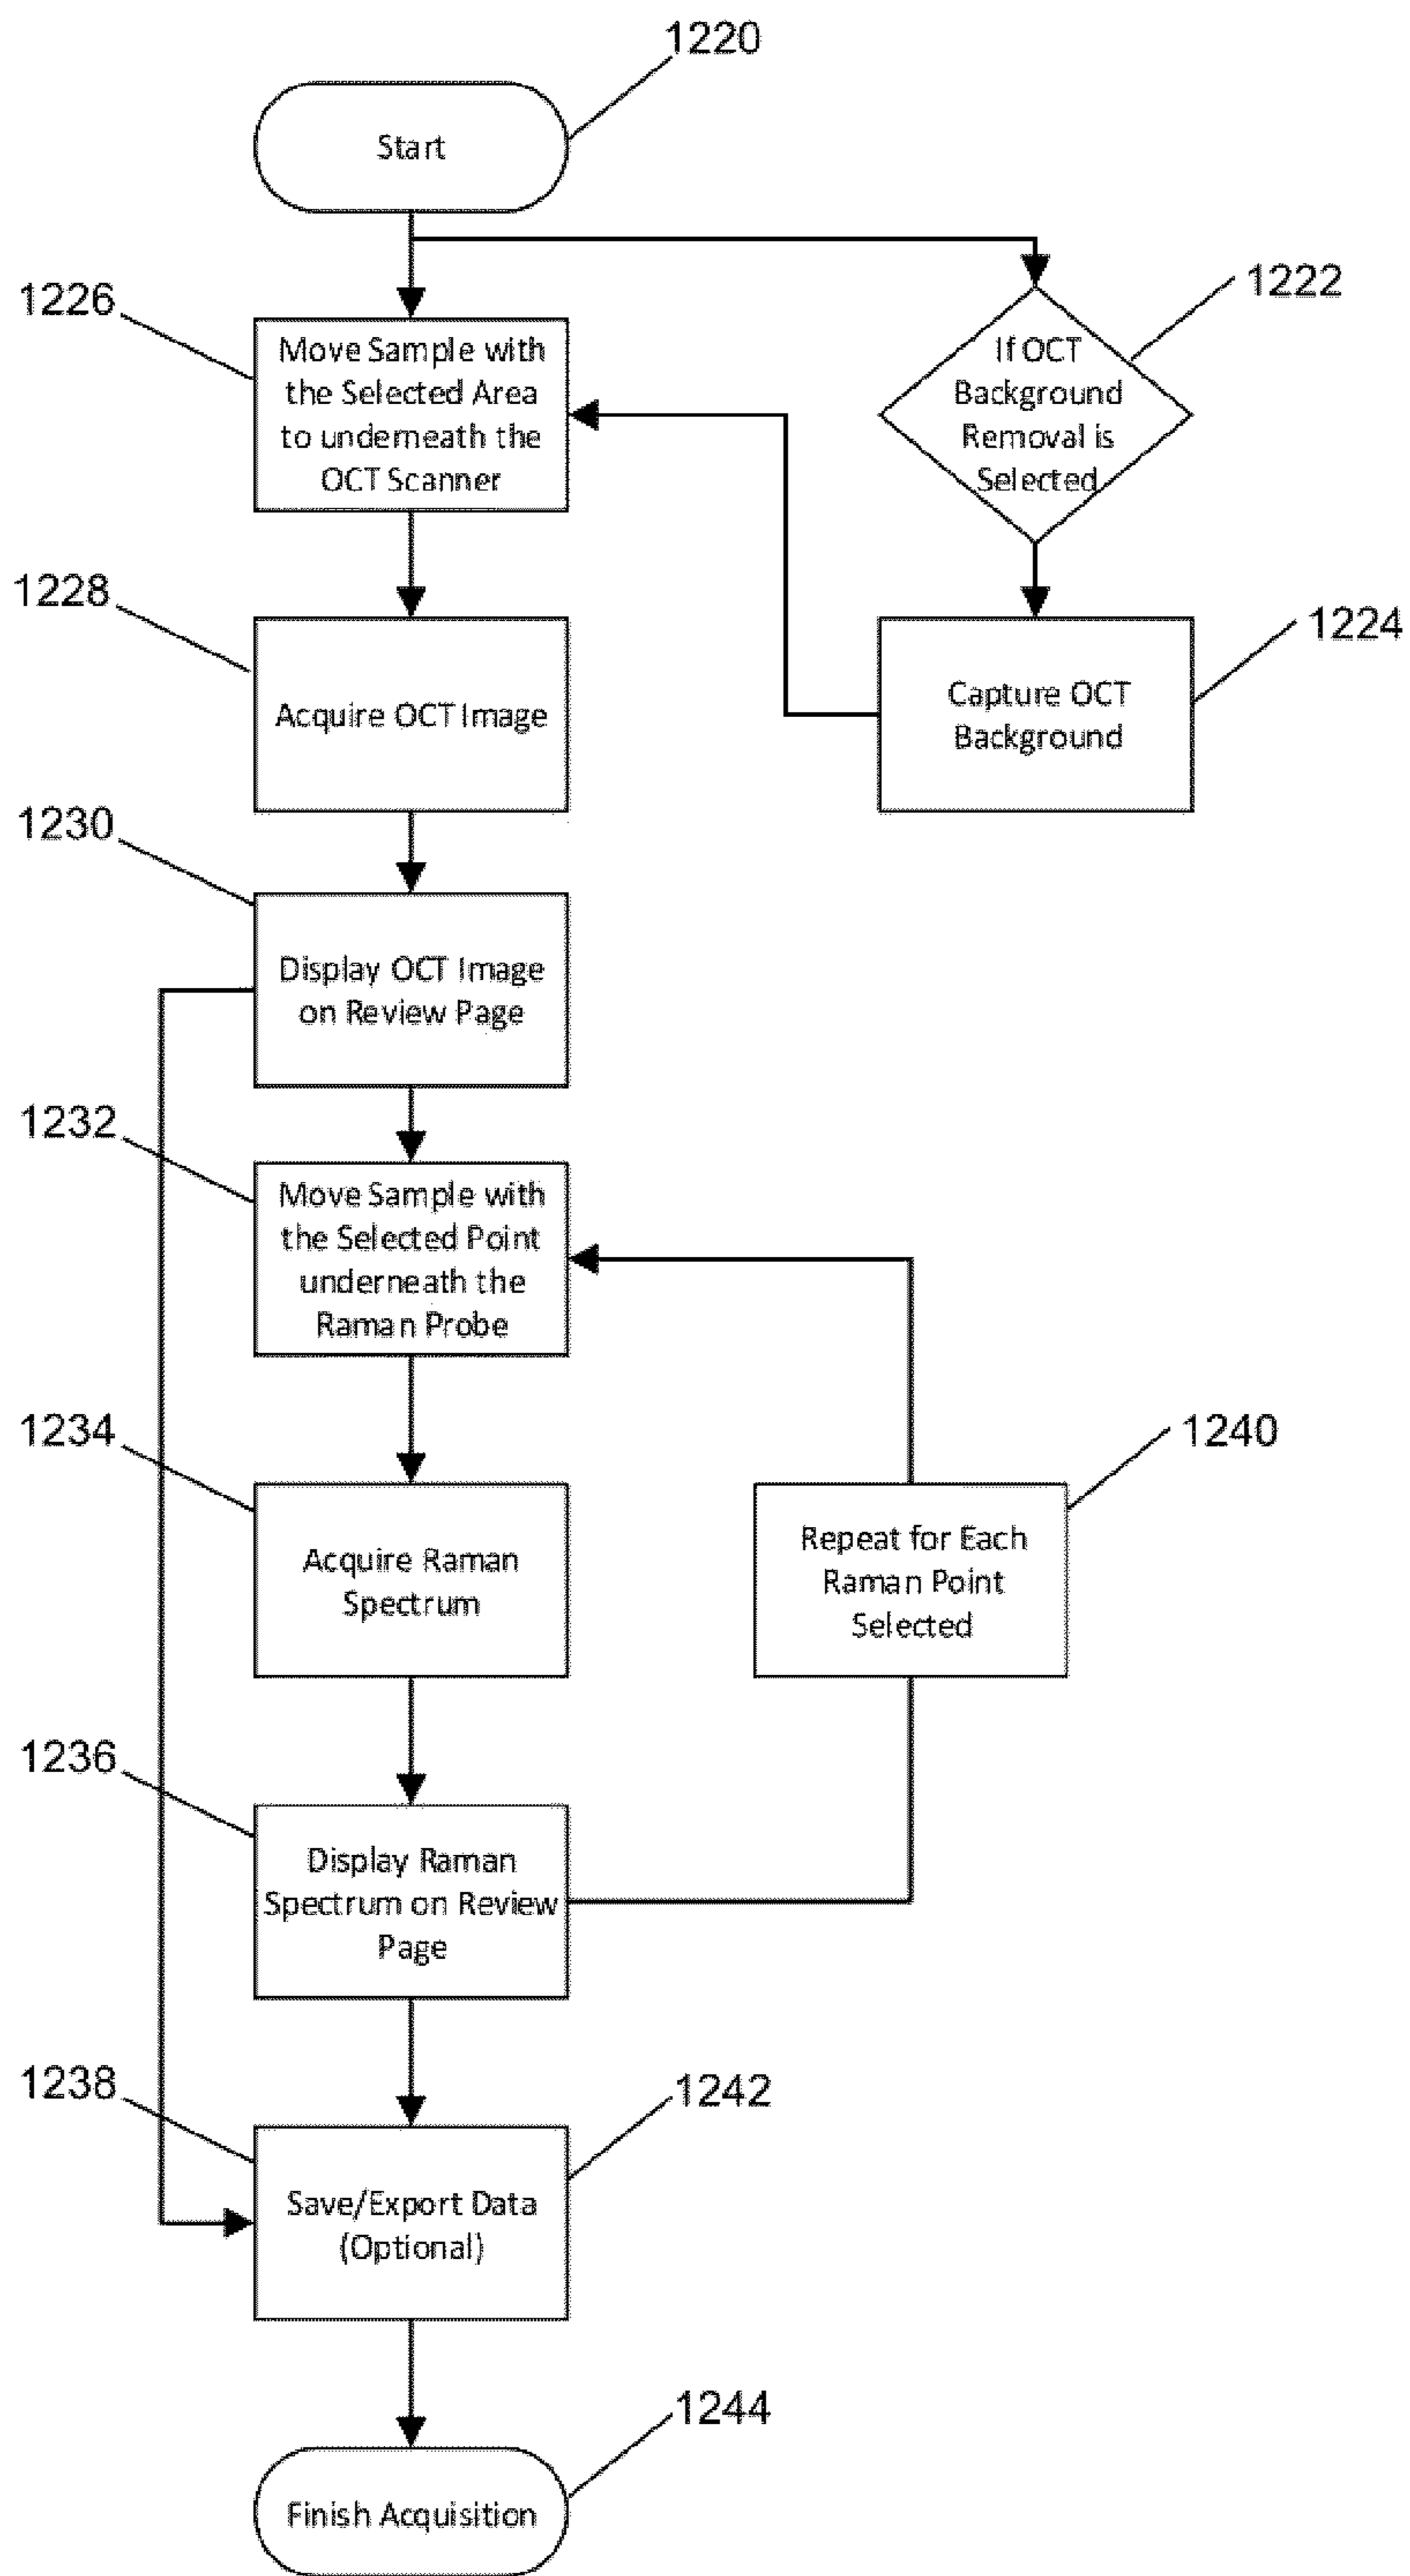 1220
Start
1222
1226
Move Sample with
the Selected Area
to underneath the
OCT Scanner
If OCT
Background
Removal is
Selected
1228
Acquire OCT Image
1224
Capture OCT
Background
1230
Display OCT Image
on Review Page
1232
Move Sample with
the Selected Point
underneath the
Raman Probe
1234
Acquire Raman
Spectrum
1240
Repeat for Each
Raman Point
Selected
1236
Display Raman
Spectrum on Review
Page
1238
1242
Save/Export Data
(Optional)
1244
Finish Acquisition